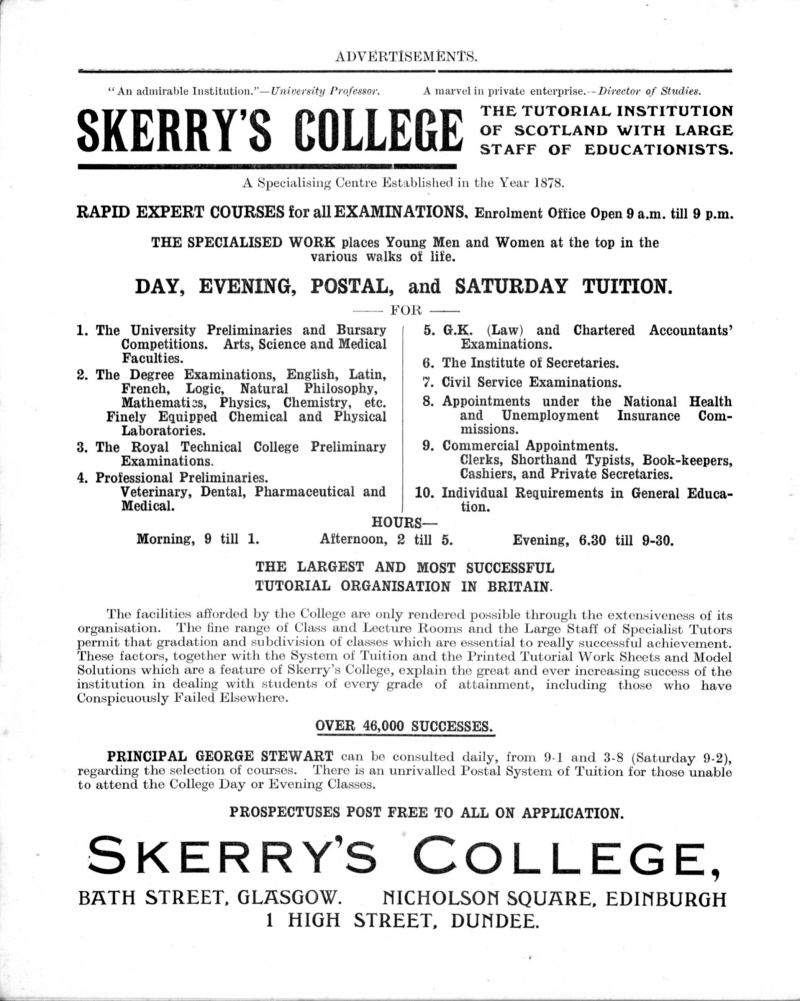 ADVERTISEMENTS.
"An admirable Institution."—University Professor. A marvel in private enterprise.—Director of Studies.
SKERRY'S COLLEGE
THE TUTORIAL INSTITUTION
OF SCOTLAND WITH LARGE
STAFF OF EDUCATIONISTS.
A Specialising Centre Established in the Year 1878.
RAPID EXPERT COURSES for all EXAMINATIONS. Enrolment Office Open 9 a.m. till 9 p.m.
THE SPECIALISED WORK places Young Men and Women at the top in the
various walks of life.
DAY, EVENING, POSTAL, and SATURDAY TUITION.
—— FOR ——
1. The University Preliminaries and Bursary
Competitions. Arts, Science and Medical
Faculties.
2. The Degree Examinations, English, Latin,
French, Logic, Natural Philosophy,
Mathematics, Physics, Chemistry, etc.
Finely Equipped Chemical and Physical
Laboratories.
3. The Royal Technical College Preliminary
Examinations.
4. Professional Preliminaries.
Veterinary, Dental, Pharmaceutical and
Medical.
5. G.K. (Law) and Chartered Accountants'
Examinations.
6. The Institute of Secretaries.
7. Civil Service Examinations.
8. Appointments under the National Health
and Unemployment Insurance Com-
missions.
9. Commercial Appointments.
Clerks, Shorthand Typists, Book-keepers,
Cashiers, and Private Secretaries.
10. Individual Requirements in General Educa-
tion.
HOURS—
Morning, 9 till 1. Afternoon, 2 till 5. Evening, 6.30 till 9-30.
THE LARGEST AND MOST SUCCESSFUL
TUTORIAL ORGANISATION IN BRITAIN.
The facilities afforded by the College are only rendered possible through the extensiveness of its
organisation. The fine range of Class and Lecture Rooms and the Large Staff of Specialist Tutors
permit that gradation and subdivision of classes which are essential to really successful achievement.
These factors, together with the System of Tuition and the Printed Tutorial Work Sheets and Model
Solutions which are a feature of Skerry's College, explain the great and ever increasing success of the
institution in dealing with students of every grade of attainment, including those who have
Conspicuously Failed Elsewhere.
OVER 46,000 SUCCESSES.
PRINCIPAL GEORGE STEWART can be consulted daily, from 9-1 and 3-8 (Saturday 9-2),
regarding the selection of courses. There is an unrivalled Postal System of Tuition for those unable
to attend the College Day or Evening Classes.
PROSPECTUSES POST FREE TO ALL ON APPLICATION.
SKERRY'S COLLEGE,
BATH STREET, GLASGOW. NICHOLSON SQUARE, EDINBURGH
1 HIGH STREET, DUNDEE.